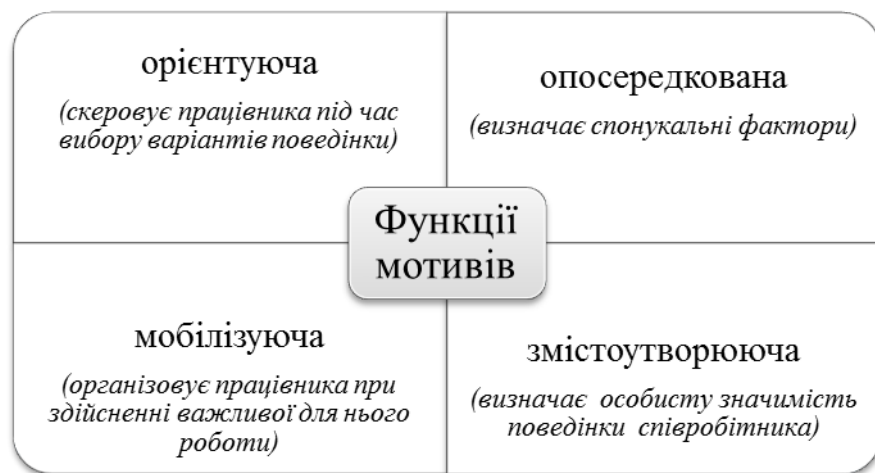 орієнтуюча
(скеровує працівника під час
вибору варіантів поведінки)
опосередкована
(визначає спонукальні фактори)
Функції
мотивів
мобілізуюча
(організовує працівника при
здійсненні важливої для нього
роботи)
змістоутворююча
(визначає особисту значимість
поведінки співробітника)